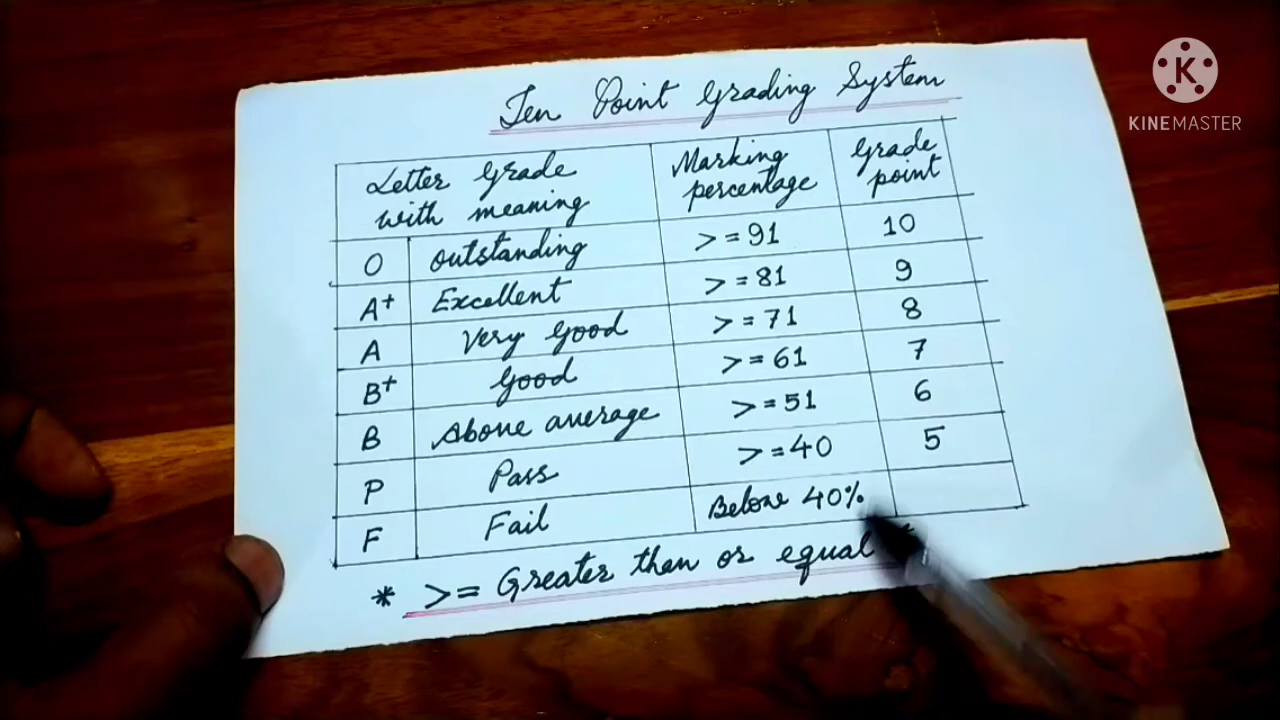 Ten Point Grading System
Letter Grade with meaning Marking percentage Grade point
O Outstanding >=91 10
A+ Excellent >=81 9
A Very Good >=71 8
B+ Good >=61 7
B Above average >=51 6
P Pass >=40 5
F Fail Below 40%
* >= Greater than or equal
KINEMASTER